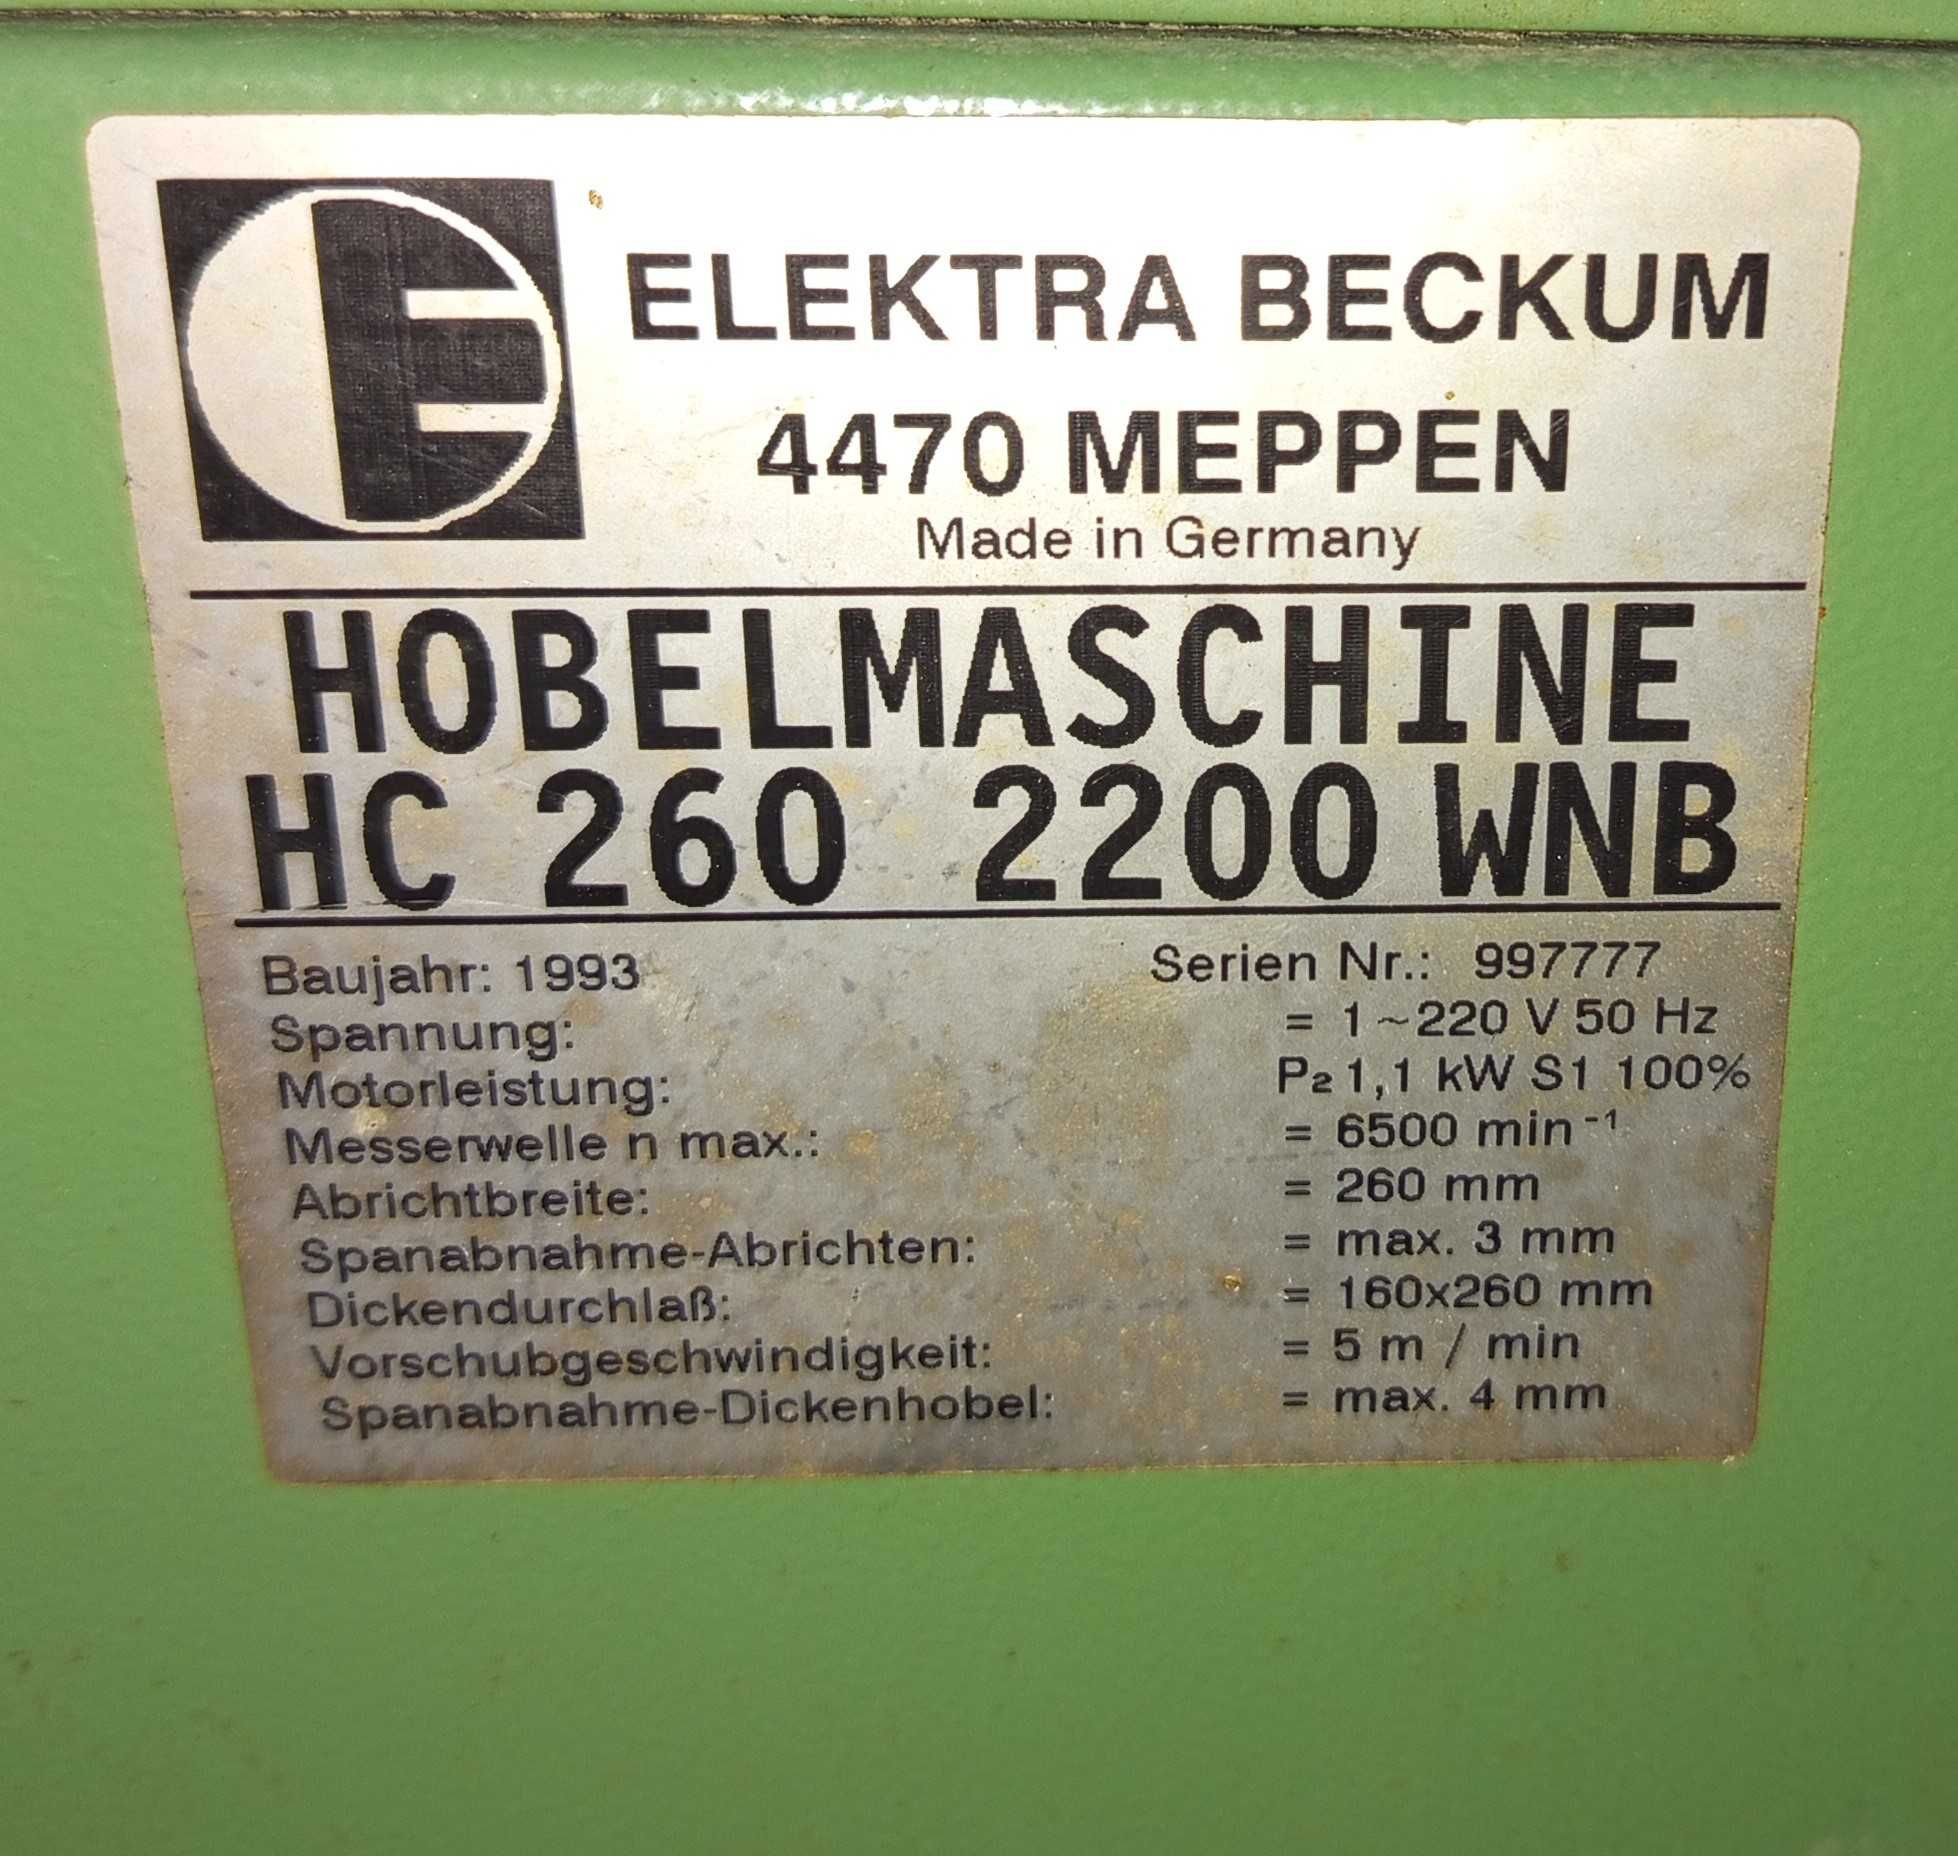 E
ELEKTRA BECKUM
4470 MEPPEN
Made in Germany
HOBELMASCHINE
HC 260 2200 WNB
Baujahr: 1993 Serien Nr.: 997777
Spannung: = 1~220 V 50 Hz
Motorleistung: P2 1,1 kW S1 100%
Messerwelle n max.: = 6500 min⁻¹
Abrichtbreite: = 260 mm
Spanabnahme-Abrichten: = max. 3 mm
Dickendurchlaß: = 160x260 mm
Vorschubgeschwindigkeit: = 5 m / min
Spanabnahme-Dickenhobel: = max. 4 mm